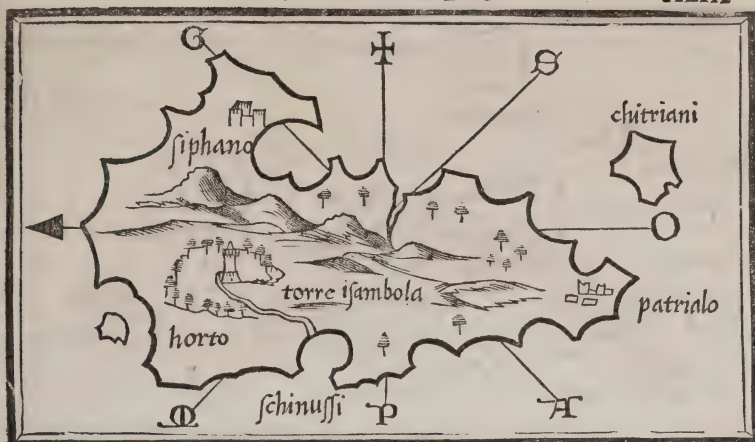 G
✠
S
chitriani
ſiphano
O
torre iſambola
patrialo
horto
ſchinuſſi
M
P
A